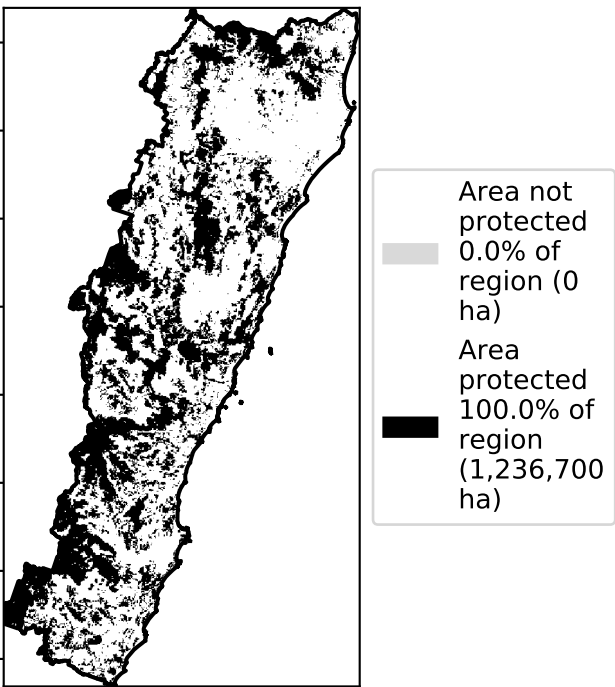 Area not
protected
0.0% of
region (0
ha)
Area
protected
100.0% of
region
(1,236,700
ha)